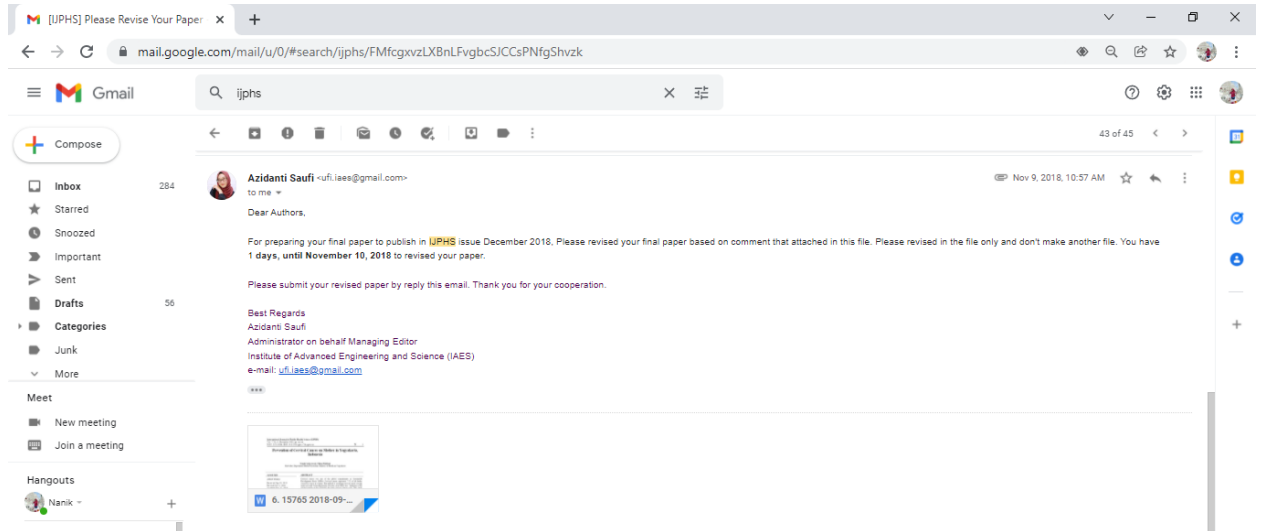 [IJPHS] Please Revise Your Paper
mail.google.com/mail/u/0/#search/ijphs/FMfcgxvzLXBnLFvgbcSJCCsPNfgShvzk
Gmail
ijphs
Compose
43 of 45
Inbox 284
Starred
Snoozed
Important
Sent
Drafts 56
Categories
Junk
More
Meet
New meeting
Join a meeting
Hangouts
Nanik
Azidanti Saufi <ufi.iaes@gmail.com>
Nov 9, 2018, 10:57 AM
to me
Dear Authors,
For preparing your final paper to publish in IJPHS issue December 2018, Please revised your final paper based on comment that attached in this file. Please revised in the file only and don't make another file. You have
1 days, until November 10, 2018 to revised your paper.
Please submit your revised paper by reply this email. Thank you for your cooperation.
Best Regards
Azidanti Saufi
Administrator on behalf Managing Editor
Institute of Advanced Engineering and Science (IAES)
e-mail: ufi.iaes@gmail.com
W 6. 15765 2018-09-...